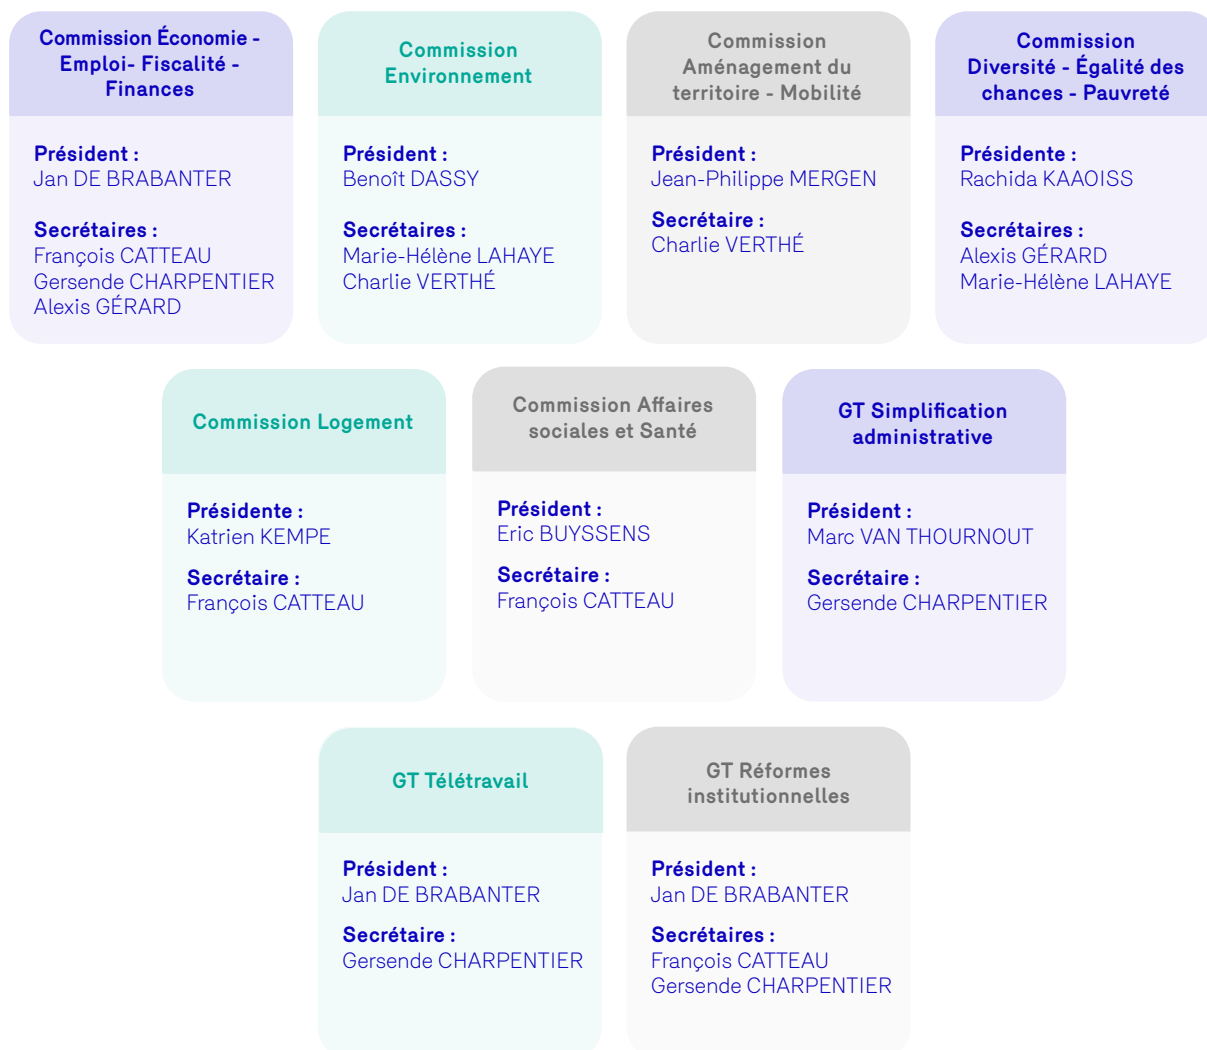 Commission Économie -
Emploi- Fiscalité -
Finances
Président :
Jan DE BRABANTER
Secrétaires :
François CATTEAU
Gersende CHARPENTIER
Alexis GÉRARD
Commission
Environnement
Président :
Benoît DASSY
Secrétaires :
Marie-Hélène LAHAYE
Charlie VERTHÉ
Commission
Aménagement du
territoire - Mobilité
Président :
Jean-Philippe MERGEN
Secrétaire :
Charlie VERTHÉ
Commission
Diversité - Égalité des
chances - Pauvreté
Présidente :
Rachida KAAOISS
Secrétaires :
Alexis GÉRARD
Marie-Hélène LAHAYE
Commission Logement
Présidente :
Katrien KEMPE
Secrétaire :
François CATTEAU
Commission Affaires
sociales et Santé
Président :
Eric BUYSSENS
Secrétaire :
François CATTEAU
GT Simplification
administrative
Président :
Marc VAN THOURNOUT
Secrétaire :
Gersende CHARPENTIER
GT Télétravail
Président :
Jan DE BRABANTER
Secrétaire :
Gersende CHARPENTIER
GT Réformes
institutionnelles
Président :
Jan DE BRABANTER
Secrétaires :
François CATTEAU
Gersende CHARPENTIER